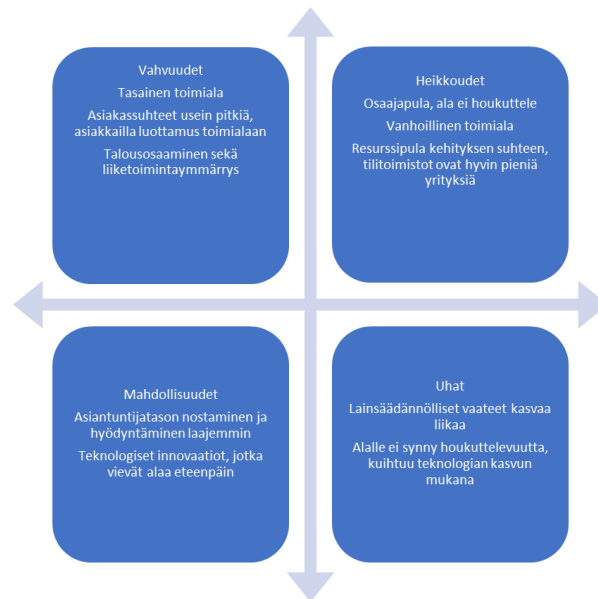 Vahvuudet
Tasainen toimiala
Asiakassuhteet usein pitkiä,
asiakkailla luottamus toimialaan
Talousosaaminen sekä
liiketoimintaymmärrys
Heikkoudet
Osaajapula, ala ei houkuttele
Vanhoillinen toimiala
Resurssipula kehityksen suhteen,
tilitoimistot ovat hyvin pieniä
yrityksiä
Mahdollisuudet
Asiantuntijatason nostaminen ja
hyödyntäminen laajemmin
Teknologiset innovaatiot, jotka
vievät alaa eteenpäin
Uhat
Lainsäädännölliset vaateet kasvaa
liikaa
Alalle ei synny houkuttelevuutta,
kuihtuu teknologian kasvun
mukana